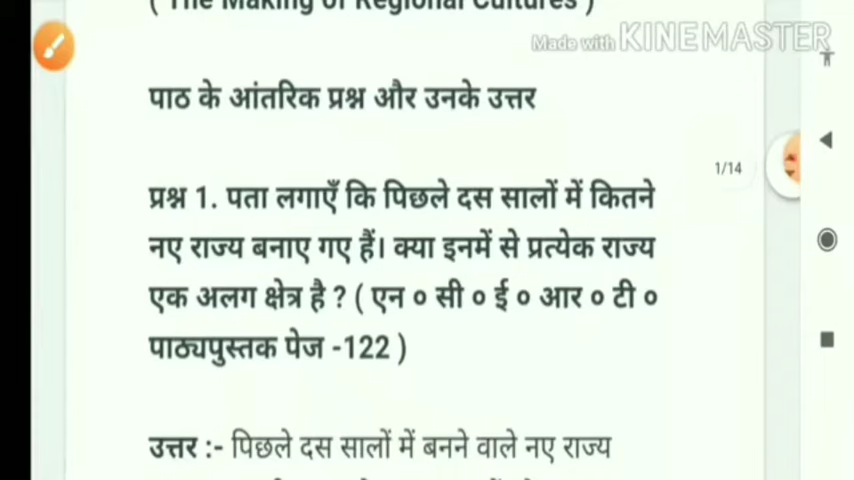 ( The Making of Regional Cultures )
Made with KINEMASTER
पाठ के आंतरिक प्रश्न और उनके उत्तर
1/14
प्रश्न 1. पता लगाएँ कि पिछले दस सालों में कितने
नए राज्य बनाए गए हैं। क्या इनमें से प्रत्येक राज्य
एक अलग क्षेत्र है ? ( एन ० सी ० ई ० आर ० टी ०
पाठ्यपुस्तक पेज -122 )
उत्तर :- पिछले दस सालों में बनने वाले नए राज्य